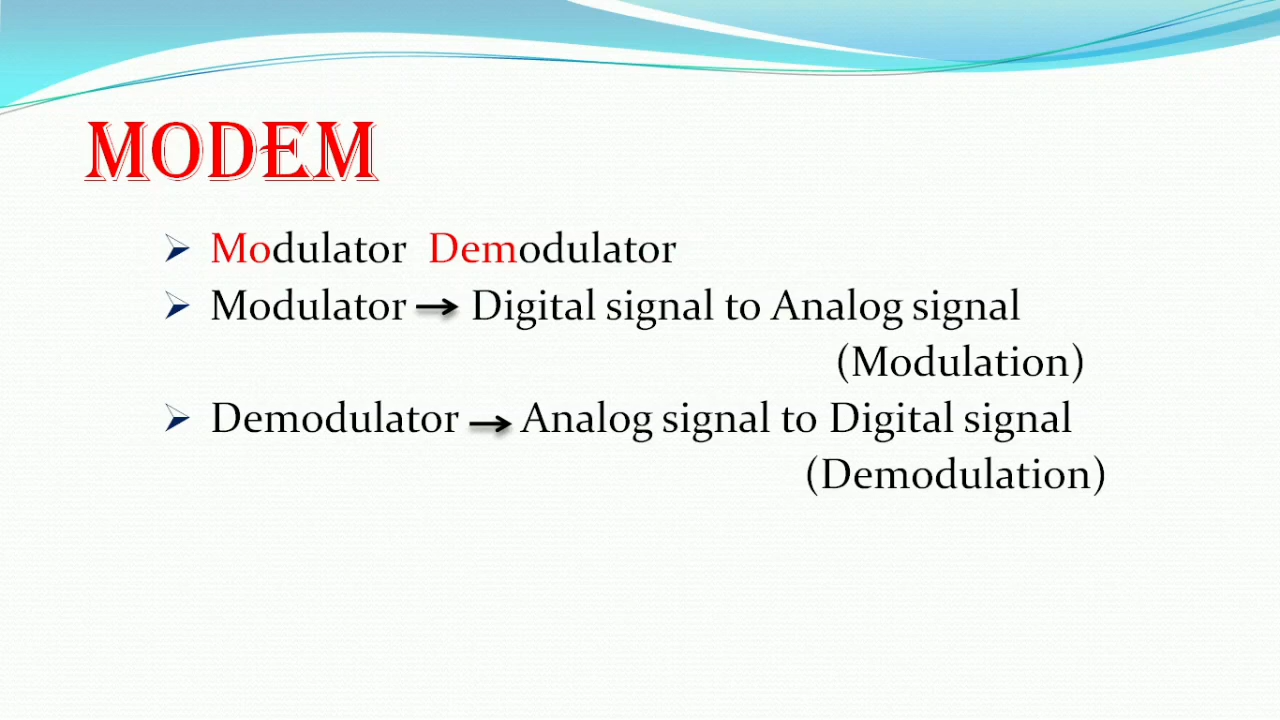 MODEM
➢ Modulator Demodulator
➢ Modulator → Digital signal to Analog signal
(Modulation)
➢ Demodulator → Analog signal to Digital signal
(Demodulation)